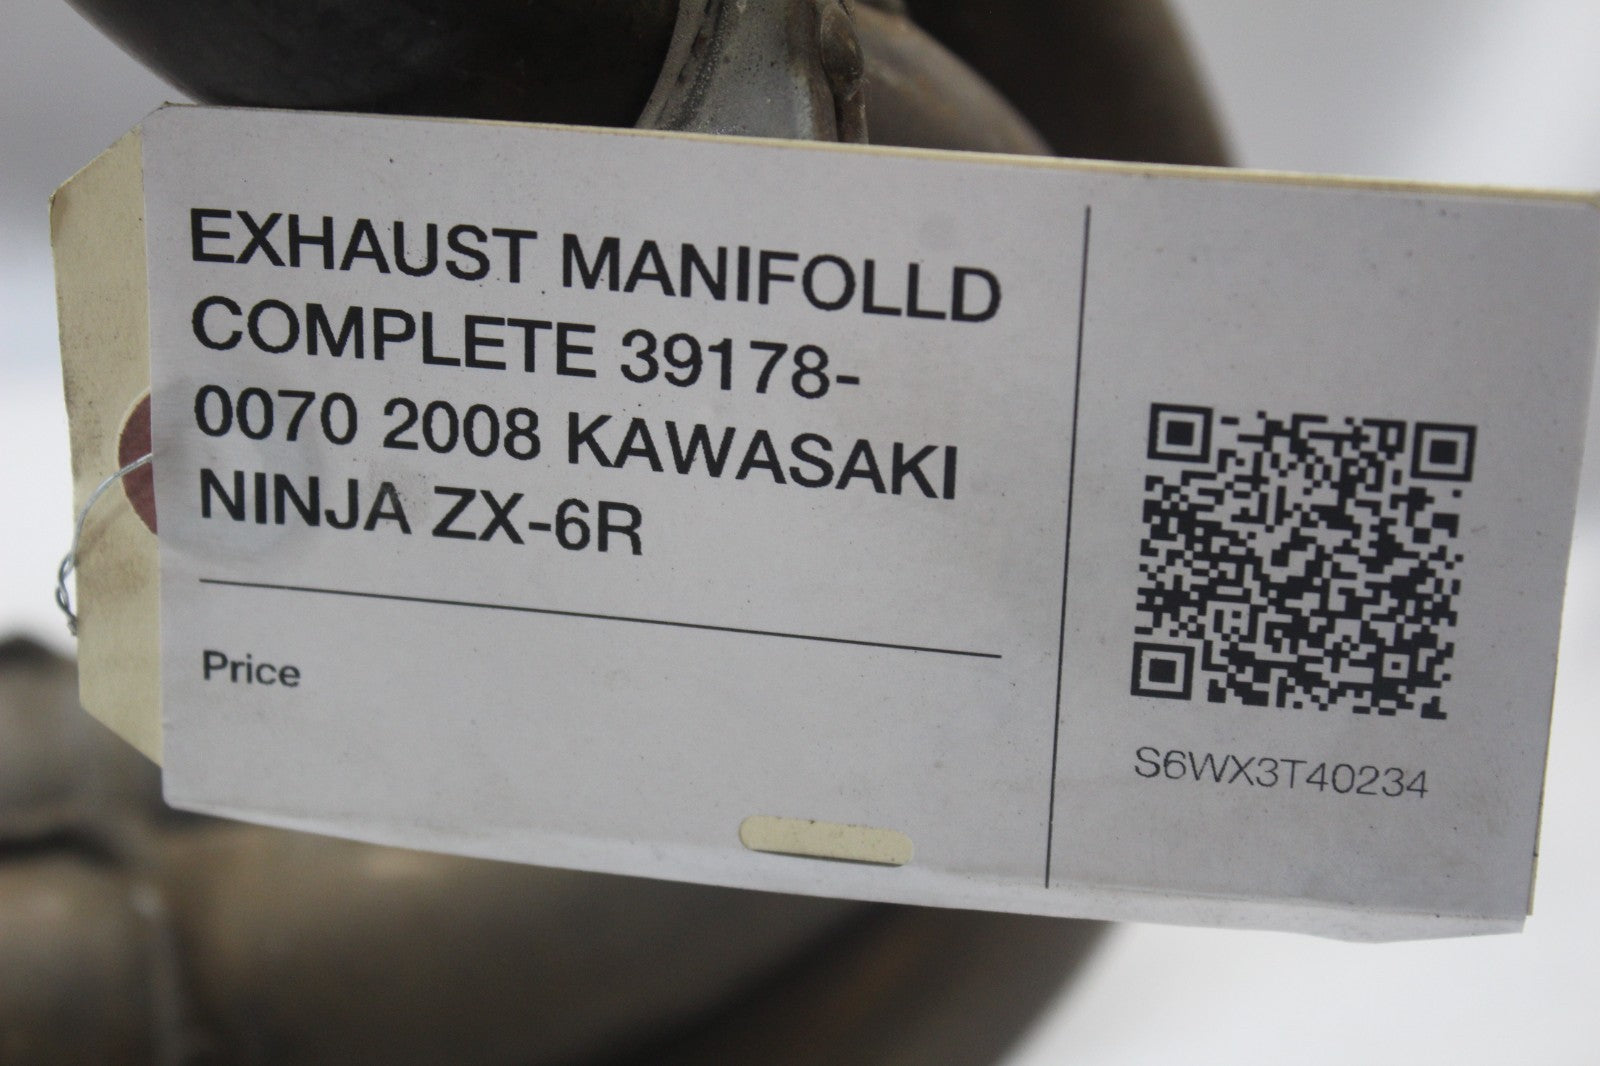 EXHAUST MANIFOLLD
COMPLETE 39178-
0070 2008 KAWASAKI
NINJA ZX-6R
Price
S6WX3T40234